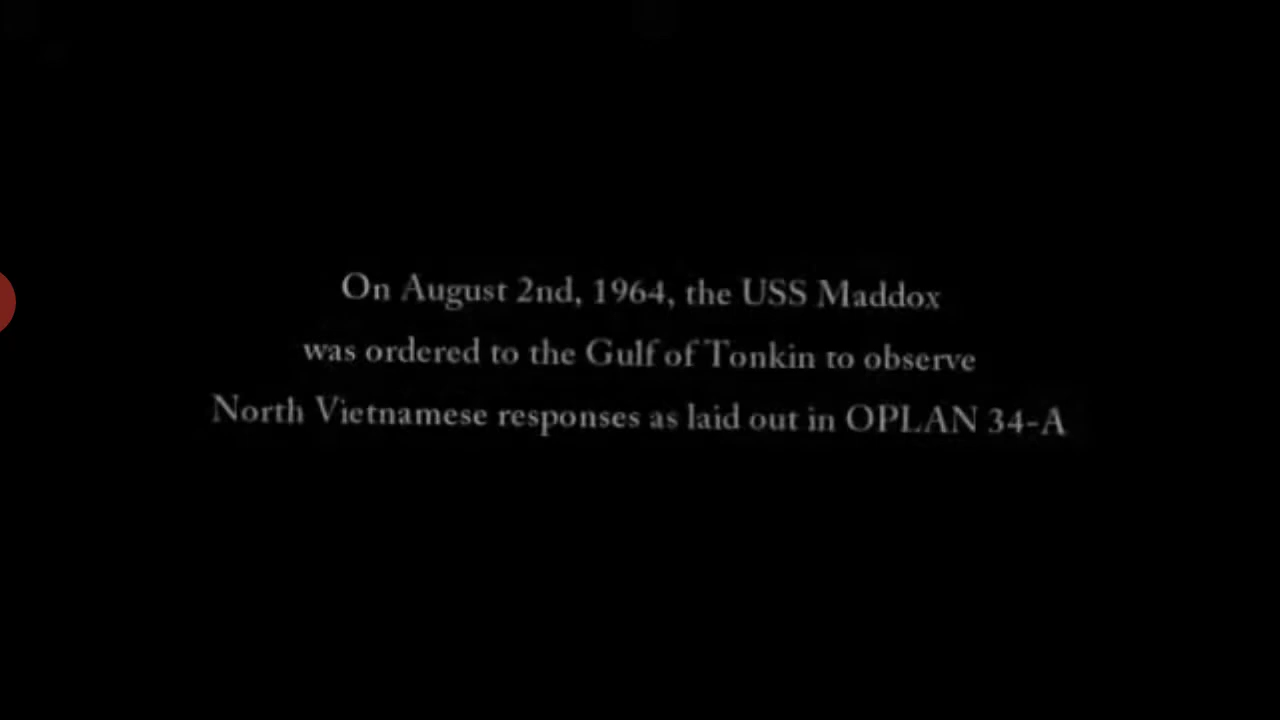 On August 2nd, 1964, the USS Maddox
was ordered to the Gulf of Tonkin to observe
North Vietnamese responses as laid out in OPLAN 34-A